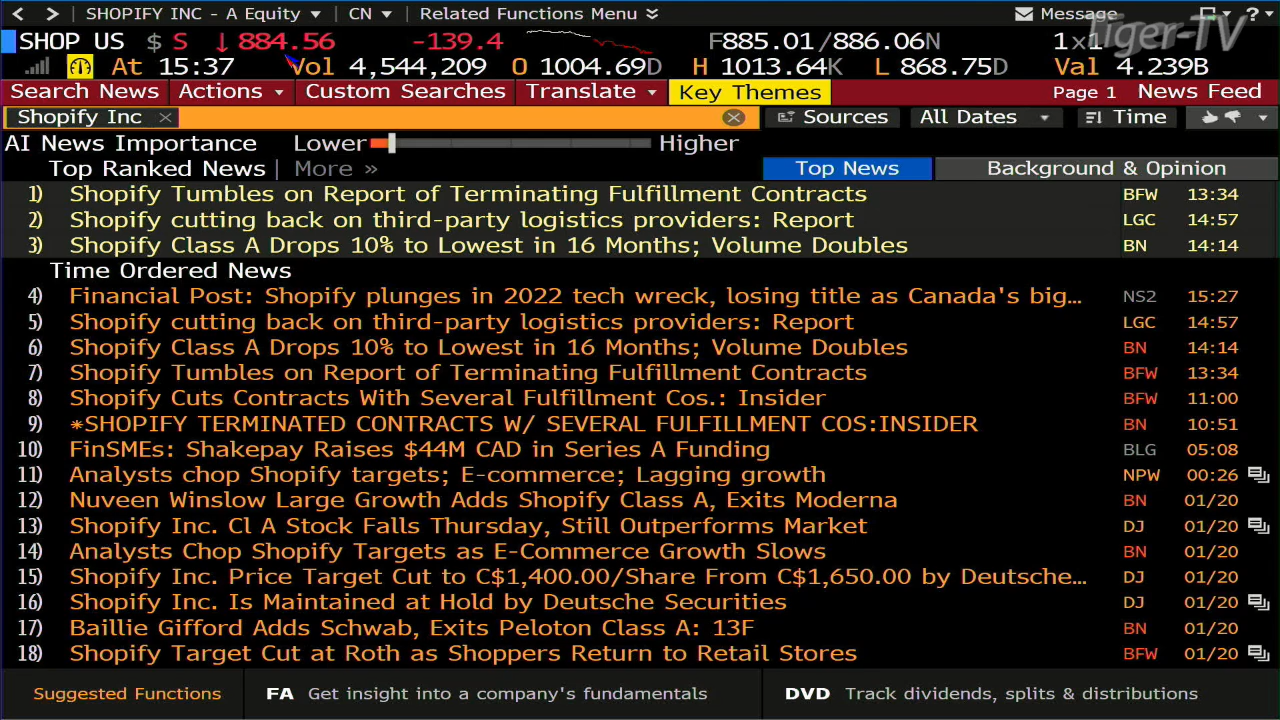 < > SHOPIFY INC - A Equity ▾ CN ▾ Related Functions Menu Message ? ▾
Tiger-TV
SHOP US $ S ↓ 884.56 -139.4 F885.01/886.06N 1x1
At 15:37 Vol 4,544,209 O 1004.69D H 1013.64K L 868.75D Val 4.239B
Search News Actions ▾ Custom Searches Translate ▾ Key Themes Page 1 News Feed
Shopify Inc × Sources All Dates ▾ Time
AI News Importance Lower Higher
Top Ranked News More » Top News Background & Opinion
1) Shopify Tumbles on Report of Terminating Fulfillment Contracts BFW 13:34
2) Shopify cutting back on third-party logistics providers: Report LGC 14:57
3) Shopify Class A Drops 10% to Lowest in 16 Months; Volume Doubles BN 14:14
Time Ordered News
4) Financial Post: Shopify plunges in 2022 tech wreck, losing title as Canada's big... NS2 15:27
5) Shopify cutting back on third-party logistics providers: Report LGC 14:57
6) Shopify Class A Drops 10% to Lowest in 16 Months; Volume Doubles BN 14:14
7) Shopify Tumbles on Report of Terminating Fulfillment Contracts BFW 13:34
8) Shopify Cuts Contracts With Several Fulfillment Cos.: Insider BFW 11:00
9) *SHOPIFY TERMINATED CONTRACTS W/ SEVERAL FULFILLMENT COS:INSIDER BN 10:51
10) FinSMEs: Shakepay Raises $44M CAD in Series A Funding BLG 05:08
11) Analysts chop Shopify targets; E-commerce; Lagging growth NPW 00:26
12) Nuveen Winslow Large Growth Adds Shopify Class A, Exits Moderna BN 01/20
13) Shopify Inc. Cl A Stock Falls Thursday, Still Outperforms Market DJ 01/20
14) Analysts Chop Shopify Targets as E-Commerce Growth Slows BN 01/20
15) Shopify Inc. Price Target Cut to C$1,400.00/Share From C$1,650.00 by Deutsche... DJ 01/20
16) Shopify Inc. Is Maintained at Hold by Deutsche Securities DJ 01/20
17) Baillie Gifford Adds Schwab, Exits Peloton Class A: 13F BN 01/20
18) Shopify Target Cut at Roth as Shoppers Return to Retail Stores BFW 01/20
Suggested Functions FA Get insight into a company's fundamentals DVD Track dividends, splits & distributions